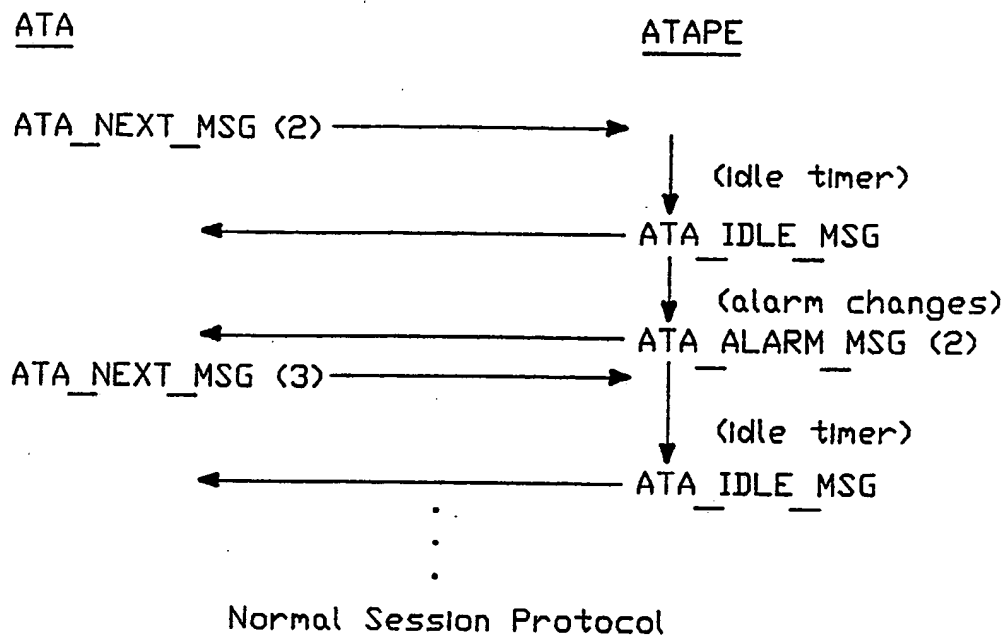 ATA
ATAPE
ATA_NEXT_MSG (2)
(idle timer)
ATA_IDLE_MSG
(alarm changes)
ATA_ALARM_MSG (2)
ATA_NEXT_MSG (3)
(idle timer)
ATA_IDLE_MSG
Normal Session Protocol